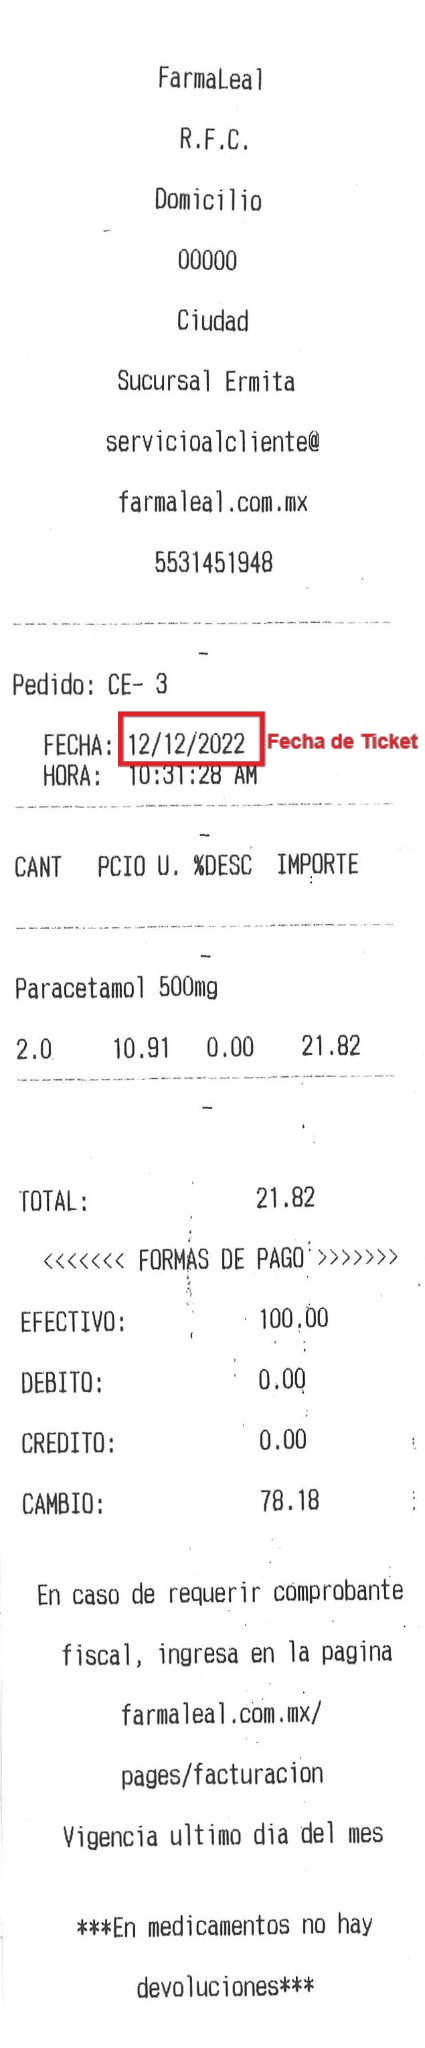 FarmaLeal
R.F.C.
Domicilio
00000
Ciudad
Sucursal Ermita
servicioalcliente@
farmaleal.com.mx
5531451948
Pedido: CE- 3
FECHA: 12/12/2022 Fecha de Ticket
HORA: 10:31:28 AM
CANT PCIO U. %DESC IMPORTE
Paracetamol 500mg
2.0 10.91 0.00 21.82
TOTAL: 21.82
<<<<<<< FORMAS DE PAGO >>>>>>>
EFECTIVO: 100.00
DEBITO: 0.00
CREDITO: 0.00
CAMBIO: 78.18
En caso de requerir comprobante
fiscal, ingresa en la pagina
farmaleal.com.mx/
pages/facturacion
Vigencia ultimo dia del mes
***En medicamentos no hay
devoluciones***